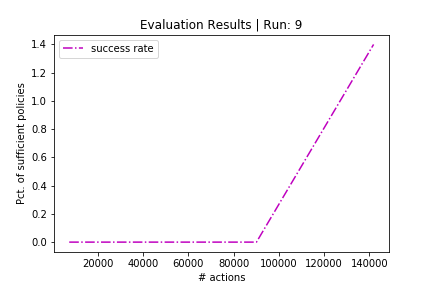 Evaluation Results | Run: 9
success rate
Pct. of sufficient policies
1.4
1.2
1.0
0.8
0.6
0.4
0.2
0.0
20000 40000 60000 80000 100000 120000 140000
# actions